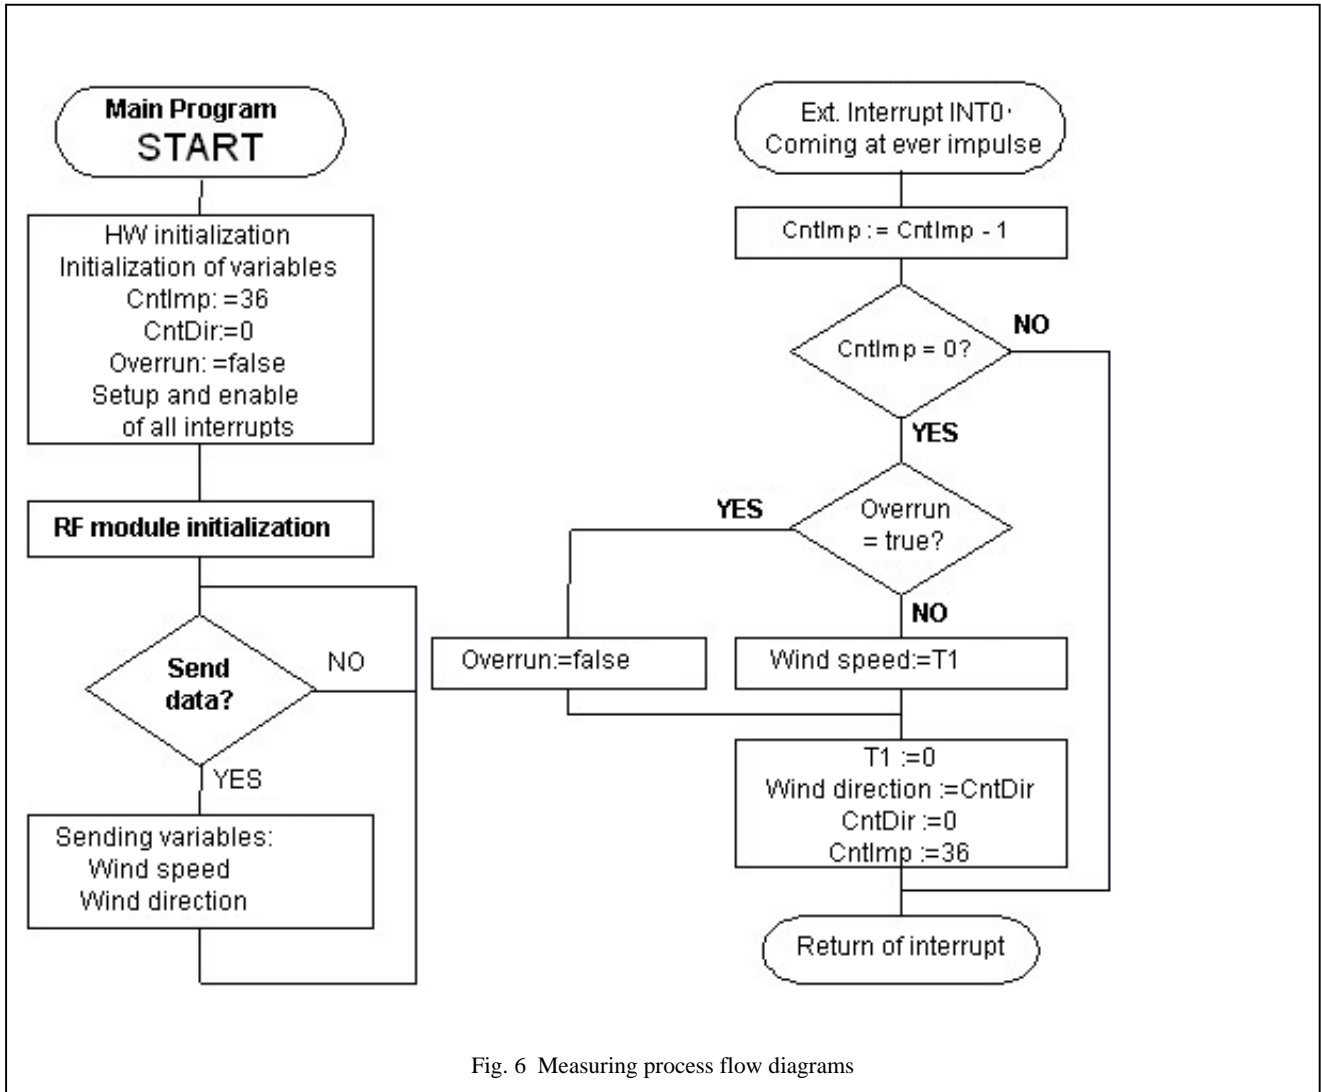 Main Program
START
HW initialization
Initialization of variables
CntImp: =36
CntDir:=0
Overrun: =false
Setup and enable
of all interrupts
RF module initialization
Send
data?
NO
YES
Sending variables:
Wind speed
Wind direction
Ext. Interrupt INT0·
Coming at ever impulse
CntImp := CntImp - 1
CntImp = 0?
NO
YES
Overrun
= true?
YES
NO
Overrun:=false
Wind speed:=T1
T1 :=0
Wind direction :=CntDir
CntDir :=0
CntImp :=36
Return of interrupt
Fig. 6 Measuring process flow diagrams